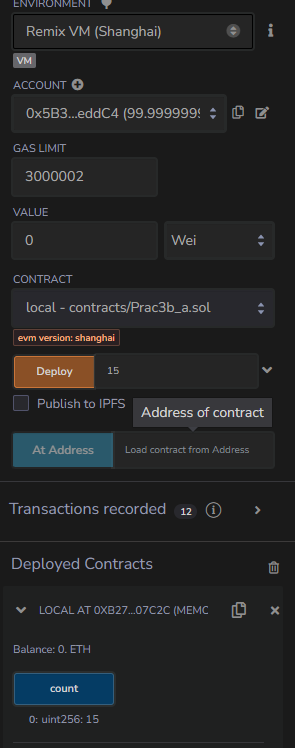 ENVIRONMENT
Remix VM (Shanghai)
VM
ACCOUNT
0x5B3...eddC4 (99.9999999
GAS LIMIT
3000002
VALUE
0 Wei
CONTRACT
local - contracts/Prac3b_a.sol
evm version: shanghai
Deploy 15
Publish to IPFS
Address of contract
At Address Load contract from Address
Transactions recorded 12
Deployed Contracts
LOCAL AT 0XB27...07C2C (MEMO
Balance: 0. ETH
count
0: uint256: 15